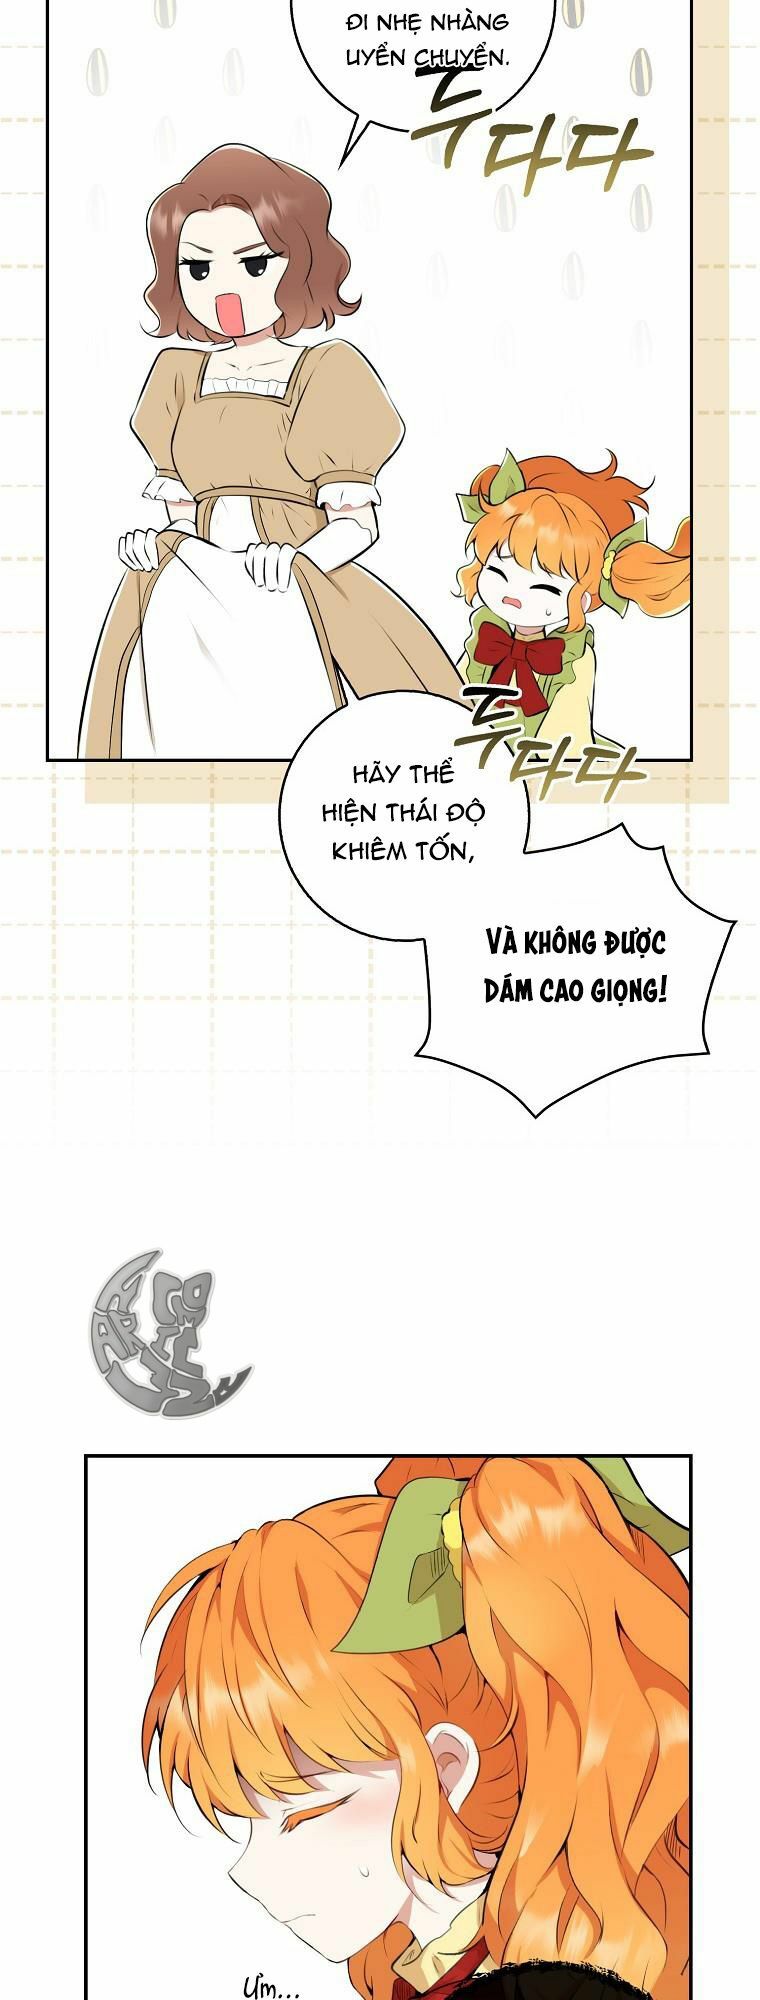 ĐI NHẸ NHÀNG
UYỂN CHUYỂN.
두다다
두다다
HÃY THỂ
HIỆN THÁI ĐỘ
KHIÊM TỐN,
VÀ KHÔNG ĐƯỢC
DÁM CAO GIỌNG!
Ưm...